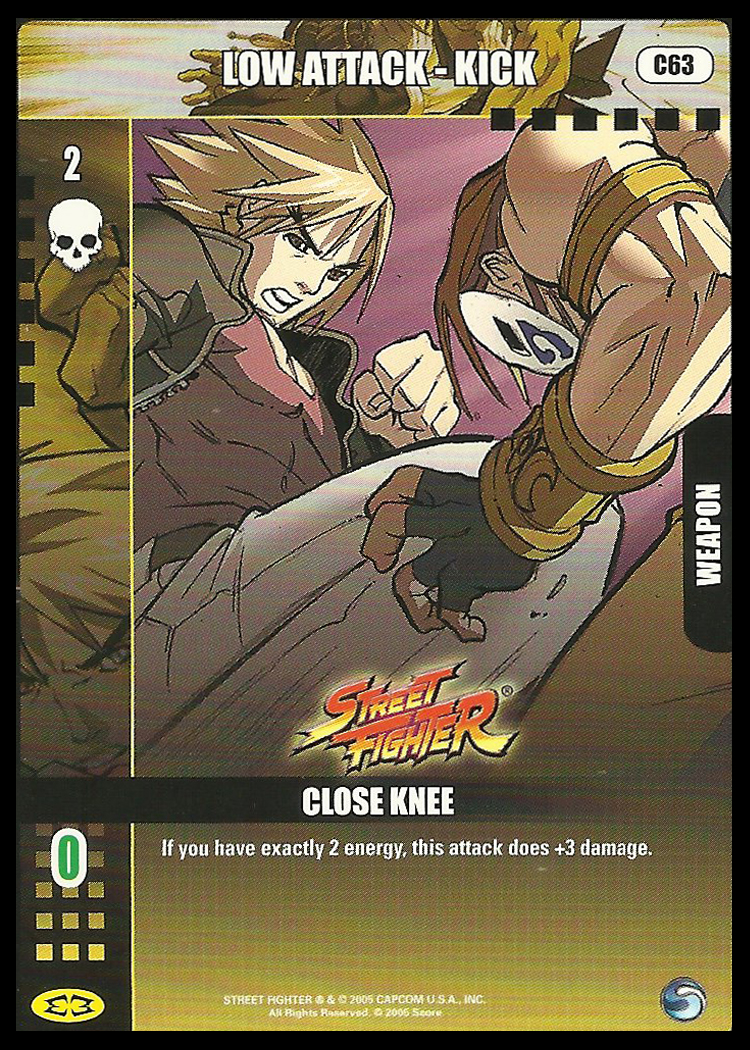 LOW ATTACK - KICK
C63
2
WEAPON
STREET
FIGHTER®
CLOSE KNEE
0
If you have exactly 2 energy, this attack does +3 damage.
STREET FIGHTER ® & © 2005 CAPCOM U.S.A., INC.
All Rights Reserved. © 2005 Score